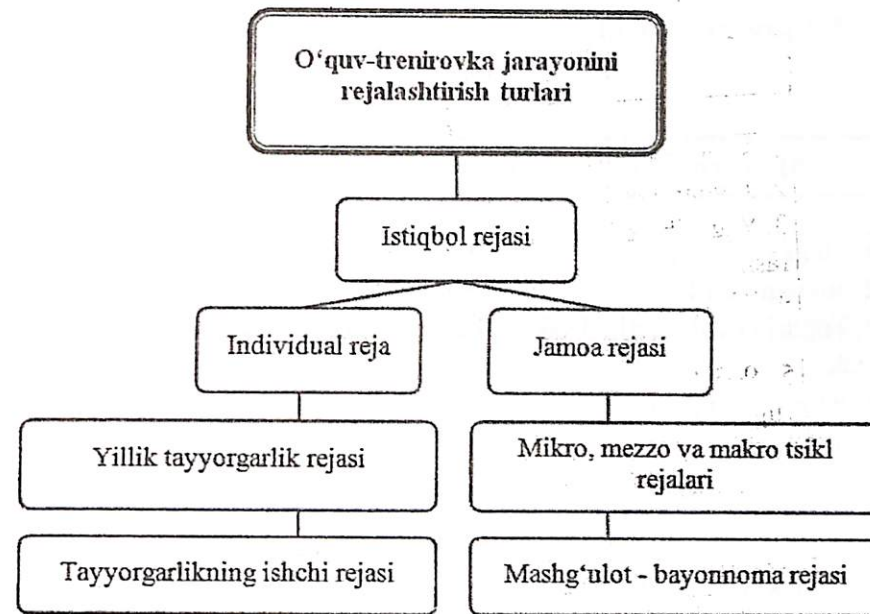 O‘quv-trenirovka jarayonini
rejalashtirish turlari
Istiqbol rejasi
Individual reja
Jamoa rejasi
Yillik tayyorgarlik rejasi
Mikro, mezzo va makro tsikl
rejalari
Tayyorgarlikning ishchi rejasi
Mashg‘ulot - bayonnoma rejasi